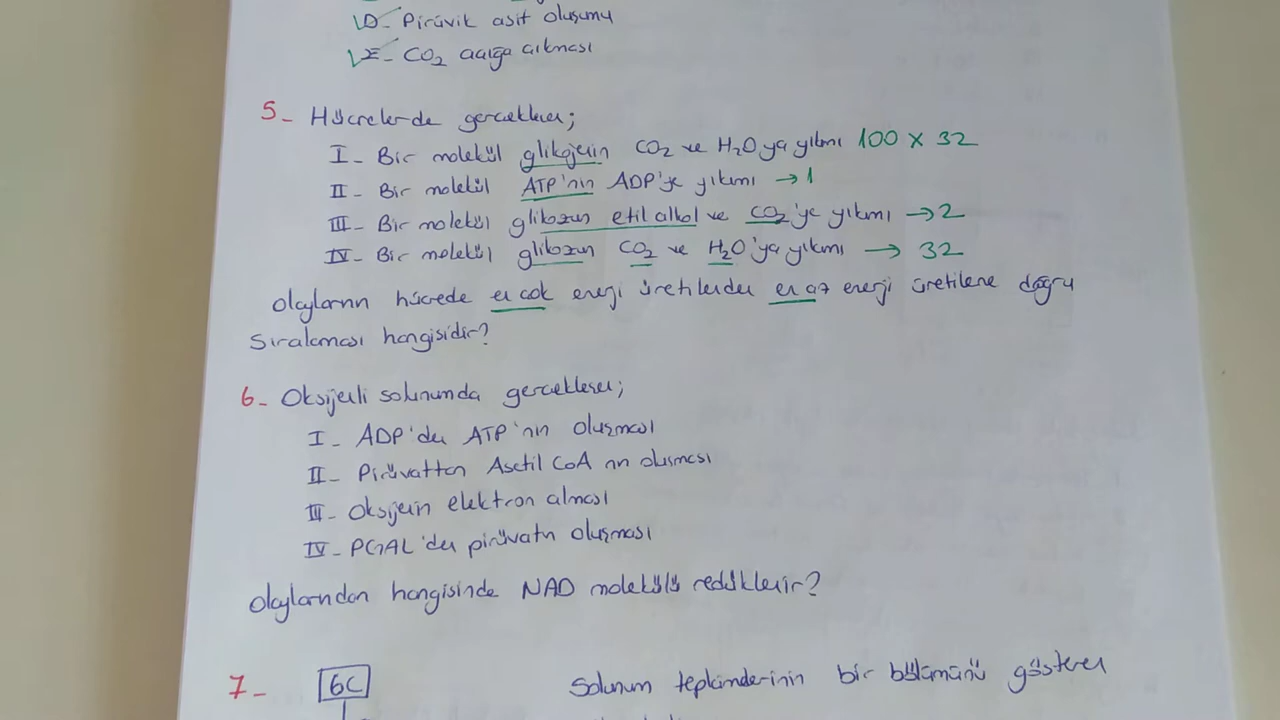 D- Pirüvik asit oluşumu
E- CO2 açığa çıkması
5- Hücrelerde gerçekleşen;
I- Bir molekül glikojenin CO2 ve H2O ya yıkımı 100 x 32
II- Bir molekül ATP'nin ADP'ye yıkımı → 1
III- Bir molekül glikozun etil alkol ve CO2'ye yıkımı → 2
IV- Bir molekül glikozun CO2 ve H2O'ya yıkımı → 32
olayların hücrede en çok enerji üretilenden en az enerji üretilene doğru
sıralaması hangisidir?
6- Oksijenli solunumda gerçekleşen;
I- ADP'den ATP'nin oluşması
II- Pirüvattan Asetil CoA nın oluşması
III- Oksijenin elektron alması
IV- PGAL'den pirüvatın oluşması
olaylarından hangisinde NAD molekülü redüklenir?
7- 6C Solunum tepkimelerinin bir bölümünü gösteren